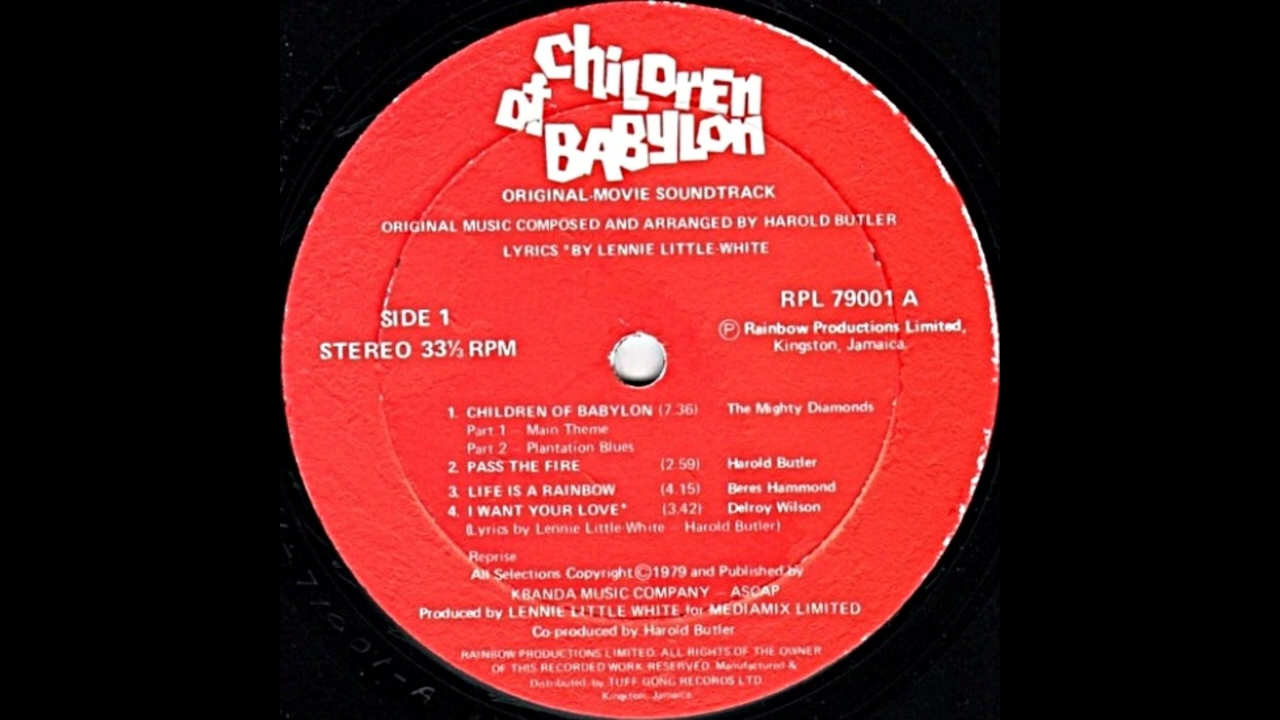 Children
of
BABYLON
ORIGINAL-MOVIE SOUNDTRACK
ORIGINAL MUSIC COMPOSED AND ARRANGED BY HAROLD BUTLER
LYRICS *BY LENNIE LITTLE-WHITE
SIDE 1
STEREO 33⅓ RPM
RPL 79001 A
Ⓟ Rainbow Productions Limited,
Kingston, Jamaica.
1. CHILDREN OF BABYLON (7.36) The Mighty Diamonds
Part 1 – Main Theme
Part 2 – Plantation Blues
2. PASS THE FIRE (2.59) Harold Butler
3. LIFE IS A RAINBOW (4.15) Beres Hammond
4. I WANT YOUR LOVE* (3.42) Delroy Wilson
(Lyrics by Lennie Little-White – Harold Butler)
Reprise
All Selections Copyright ©1979 and Published by
KBANDA MUSIC COMPANY – ASCAP
Produced by LENNIE LITTLE WHITE for MEDIAMIX LIMITED
Co-produced by Harold Butler
RAINBOW PRODUCTIONS LIMITED. ALL RIGHTS OF THE OWNER
OF THIS RECORDED WORK RESERVED. Manufactured &
Distributed by TUFF GONG RECORDS LTD.
Kingston, Jamaica